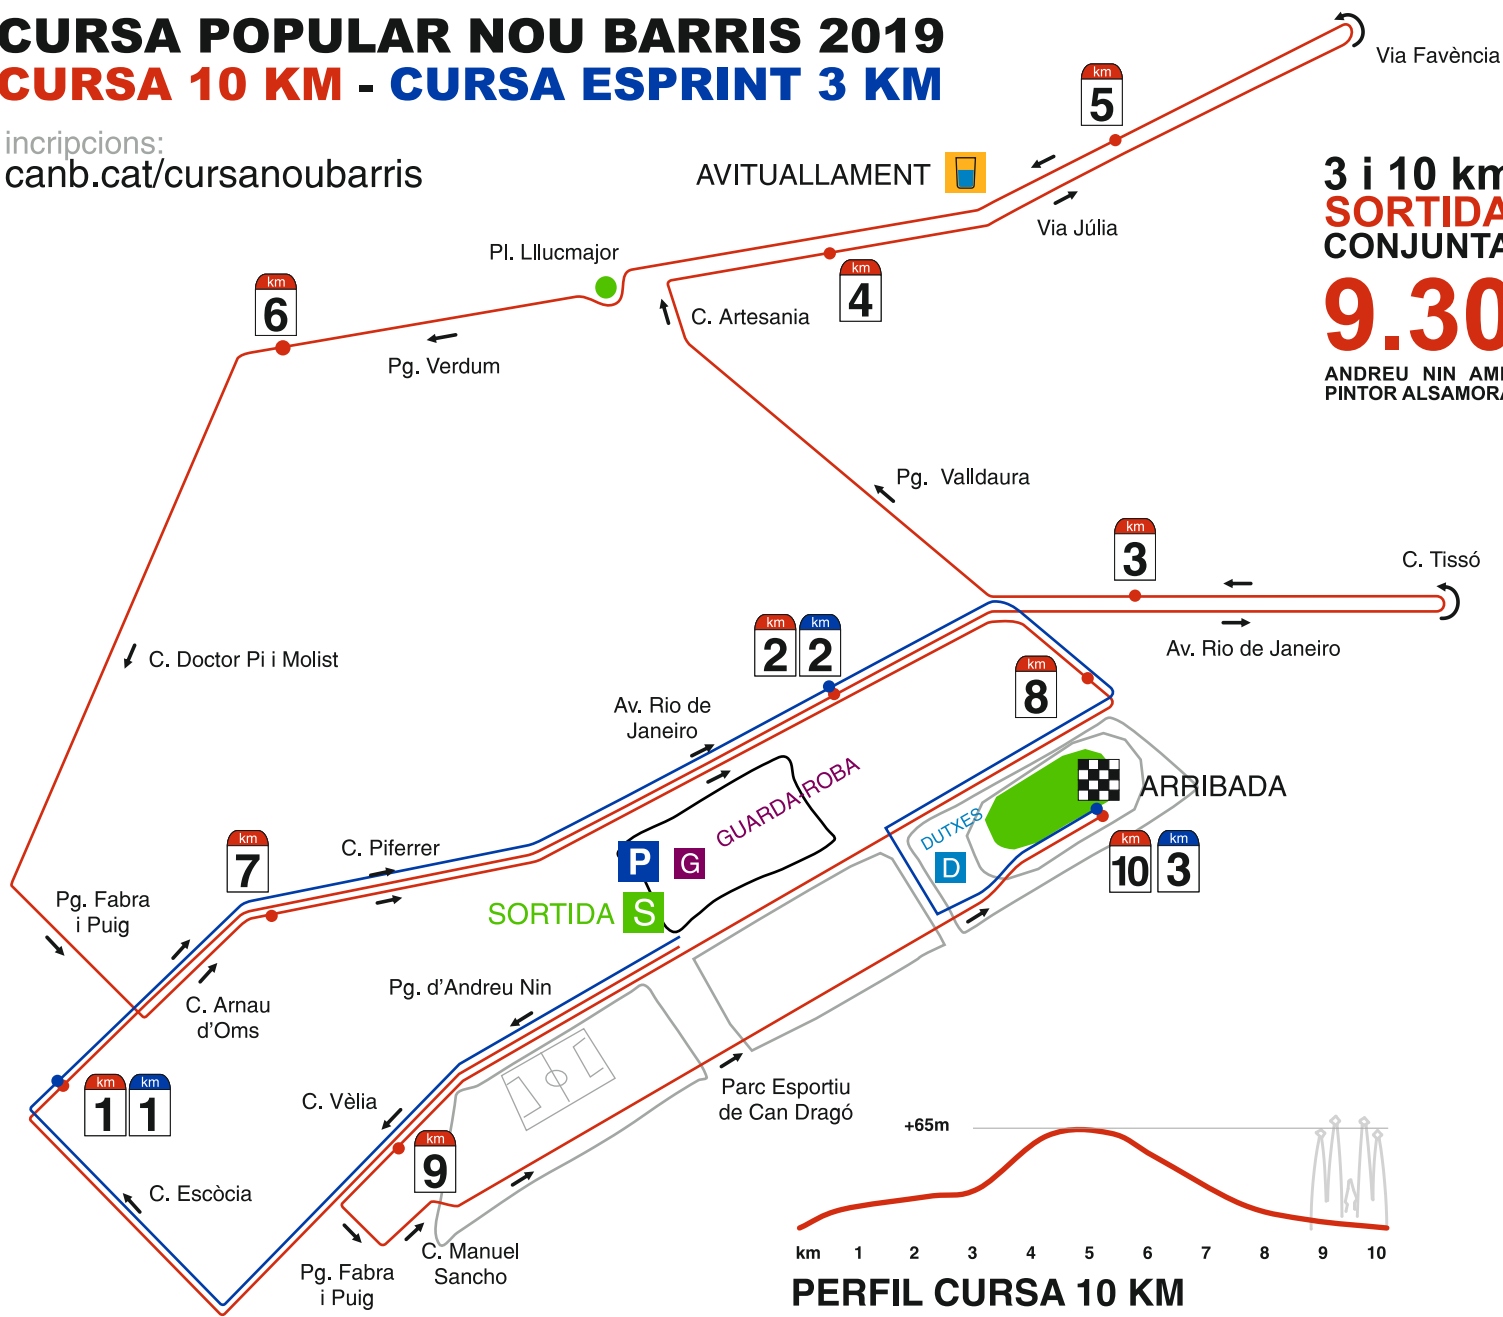 CURSA POPULAR NOU BARRIS 2019
CURSA 10 KM - CURSA ESPRINT 3 KM
incripcions:
canb.cat/cursanoubarris
Via Favència
km
5
AVITUALLAMENT
3 i 10 km
SORTIDA
CONJUNTA
9.30
ANDREU NIN AM
PINTOR ALSAMORA
Via Júlia
Pl. Lllucmajor
km
6
km
4
C. Artesania
Pg. Verdum
Pg. Valldaura
km
3
C. Tissó
Av. Rio de Janeiro
km
2
km
2
C. Doctor Pi i Molist
km
8
Av. Rio de
Janeiro
GUARDA-ROBA
ARRIBADA
DUTXES
D
km
7
C. Piferrer
P
G
SORTIDA
S
km
10
km
3
Pg. Fabra
i Puig
C. Arnau
d'Oms
Pg. d'Andreu Nin
km
1
km
1
C. Vèlia
Parc Esportiu
de Can Dragó
km
9
C. Escòcia
C. Manuel
Sancho
Pg. Fabra
i Puig
+65m
km 1 2 3 4 5 6 7 8 9 10
PERFIL CURSA 10 KM